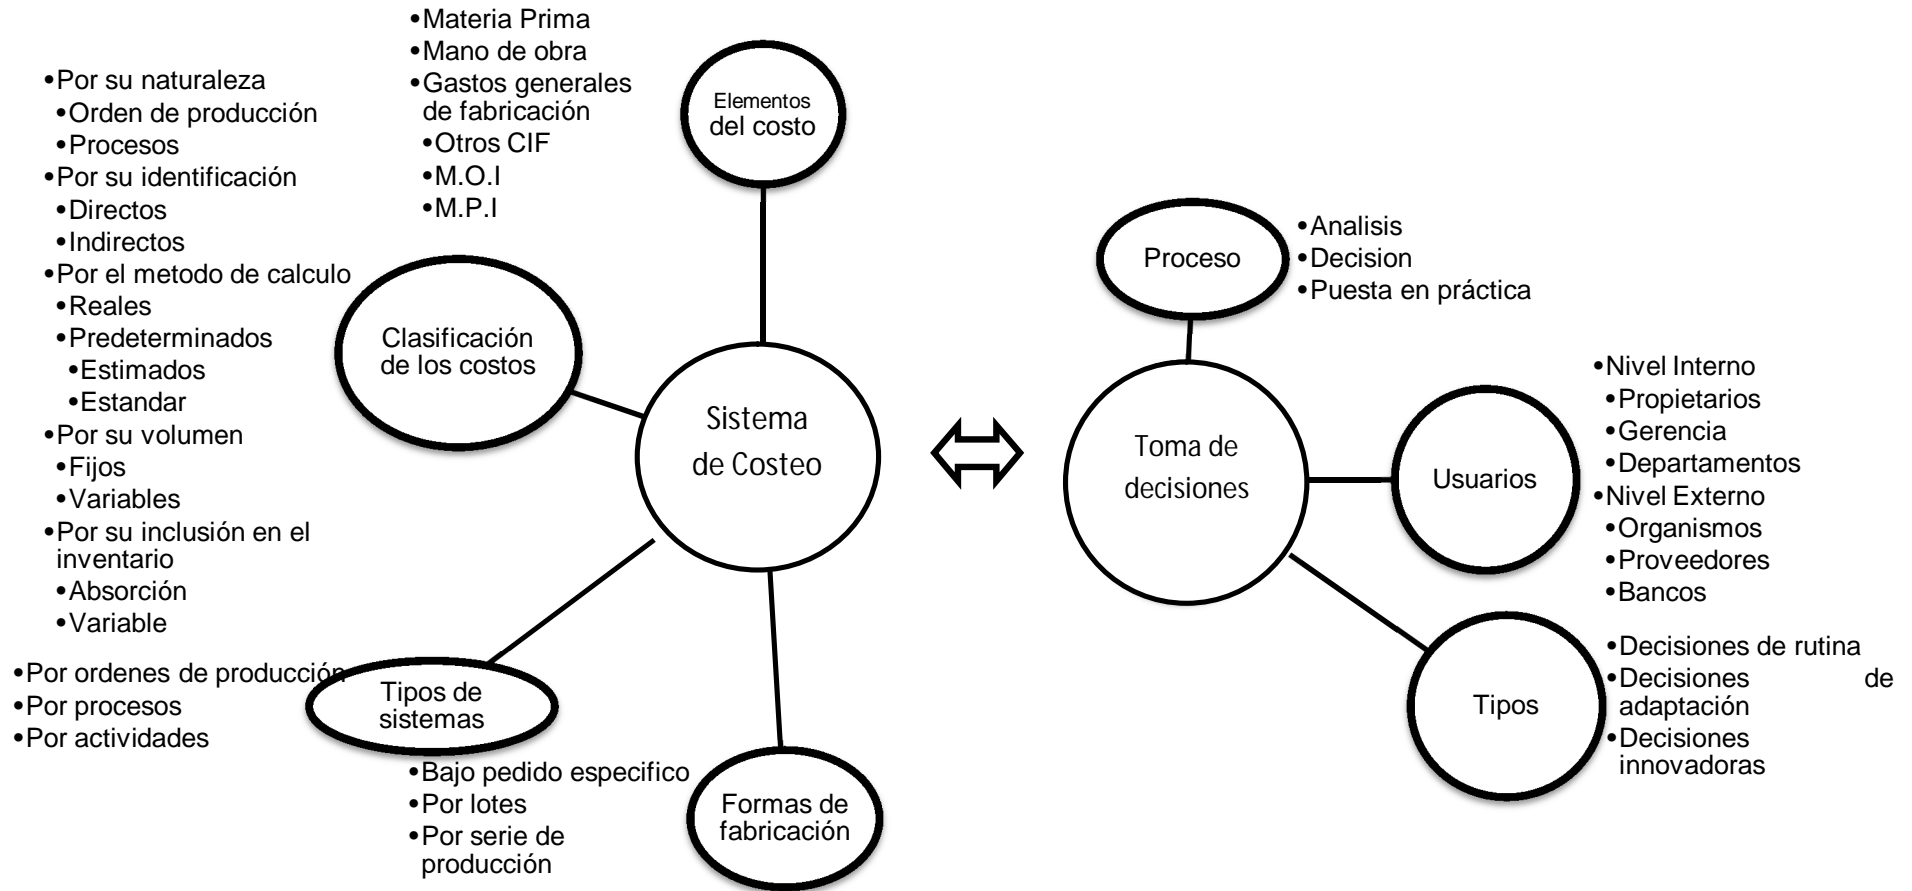 •Materia Prima
•Mano de obra
•Gastos generales
de fabricación
•Otros CIF
•M.O.I
•M.P.I
Elementos
del costo
•Por su naturaleza
•Orden de producción
•Procesos
•Por su identificación
•Directos
•Indirectos
•Por el metodo de calculo
•Reales
•Predeterminados
•Estimados
•Estandar
•Por su volumen
•Fijos
•Variables
•Por su inclusión en el
inventario
•Absorción
•Variable
Clasificación
de los costos
Sistema
de Costeo
•Por ordenes de producción
•Por procesos
•Por actividades
Tipos de
sistemas
•Bajo pedido especifico
•Por lotes
•Por serie de
producción
Formas de
fabricación
Proceso
•Analisis
•Decision
•Puesta en práctica
Toma de
decisiones
Usuarios
•Nivel Interno
•Propietarios
•Gerencia
•Departamentos
•Nivel Externo
•Organismos
•Proveedores
•Bancos
Tipos
•Decisiones de rutina
•Decisiones de
adaptación
•Decisiones
innovadoras